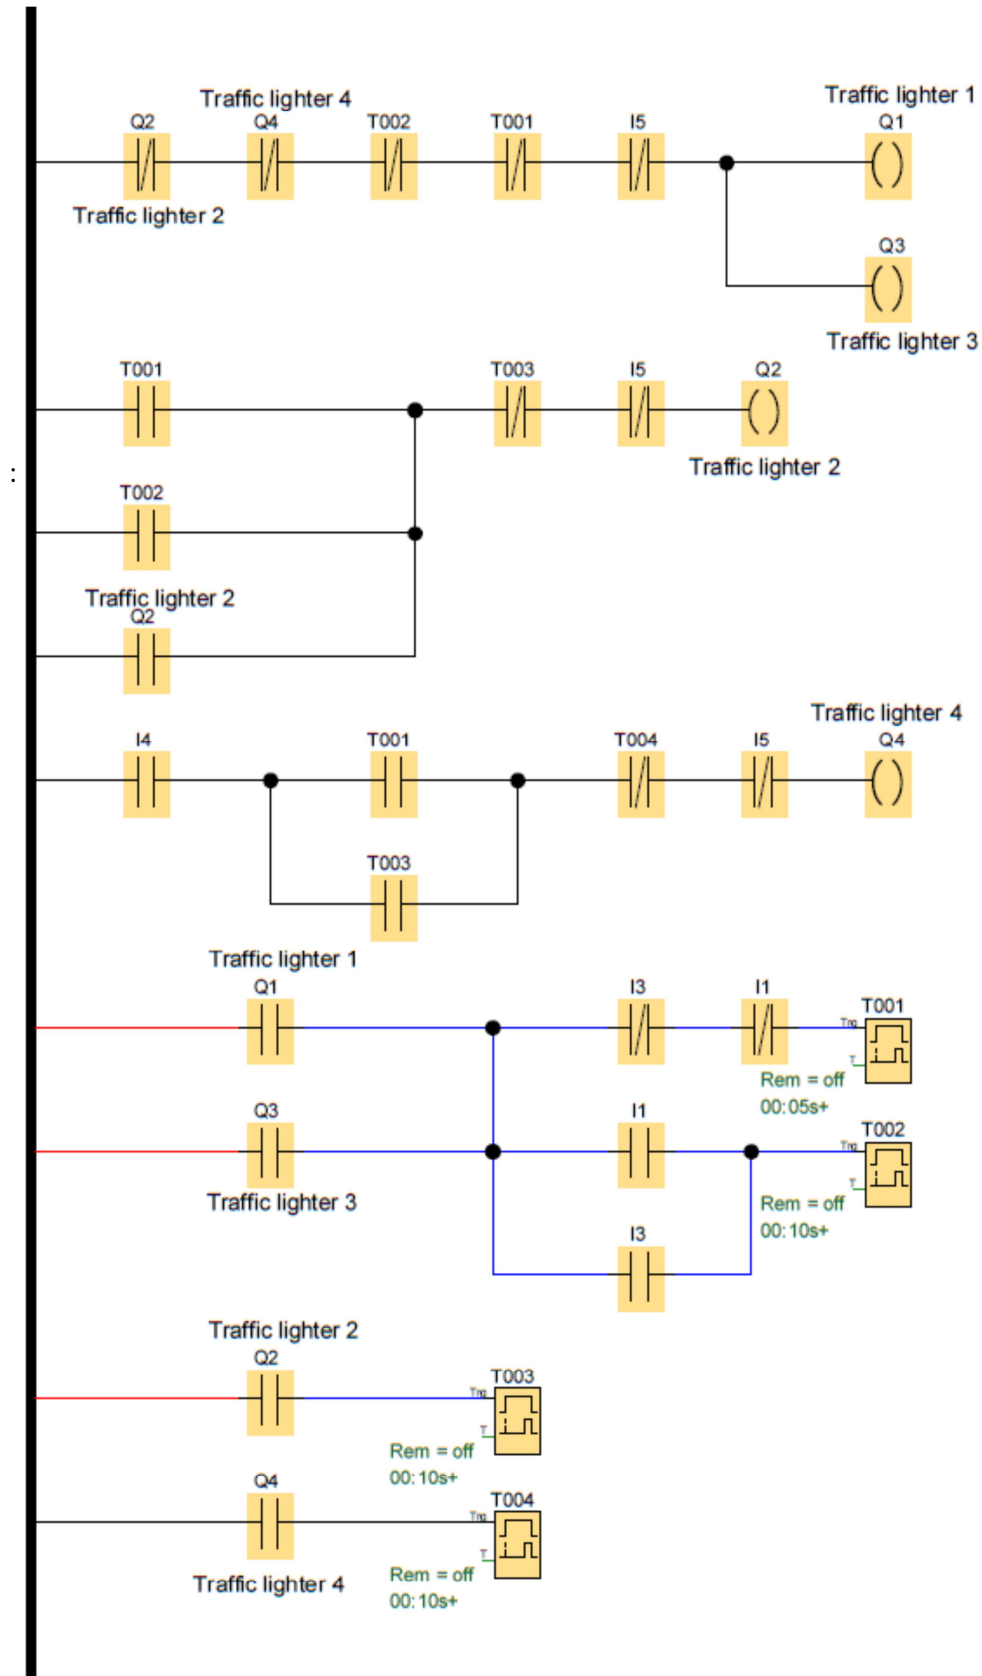 Traffic lighter 4
Traffic lighter 1
Q2 Q4 T002 T001 I5 Q1
Traffic lighter 2
Q3
Traffic lighter 3
T001 T003 I5 Q2
Traffic lighter 2
:
T002
Traffic lighter 2
Q2
Traffic lighter 4
I4 T001 T004 I5 Q4
T003
Traffic lighter 1
Q1 I3 I1 T001
Trg
T
Rem = off
00:05s+
Q3 I1 T002
Trg
Traffic lighter 3
T
Rem = off
00:10s+
I3
Traffic lighter 2
Q2
T003
Trg
T
Rem = off
00:10s+
Q4
T004
Trg
T
Rem = off
Traffic lighter 4
00:10s+